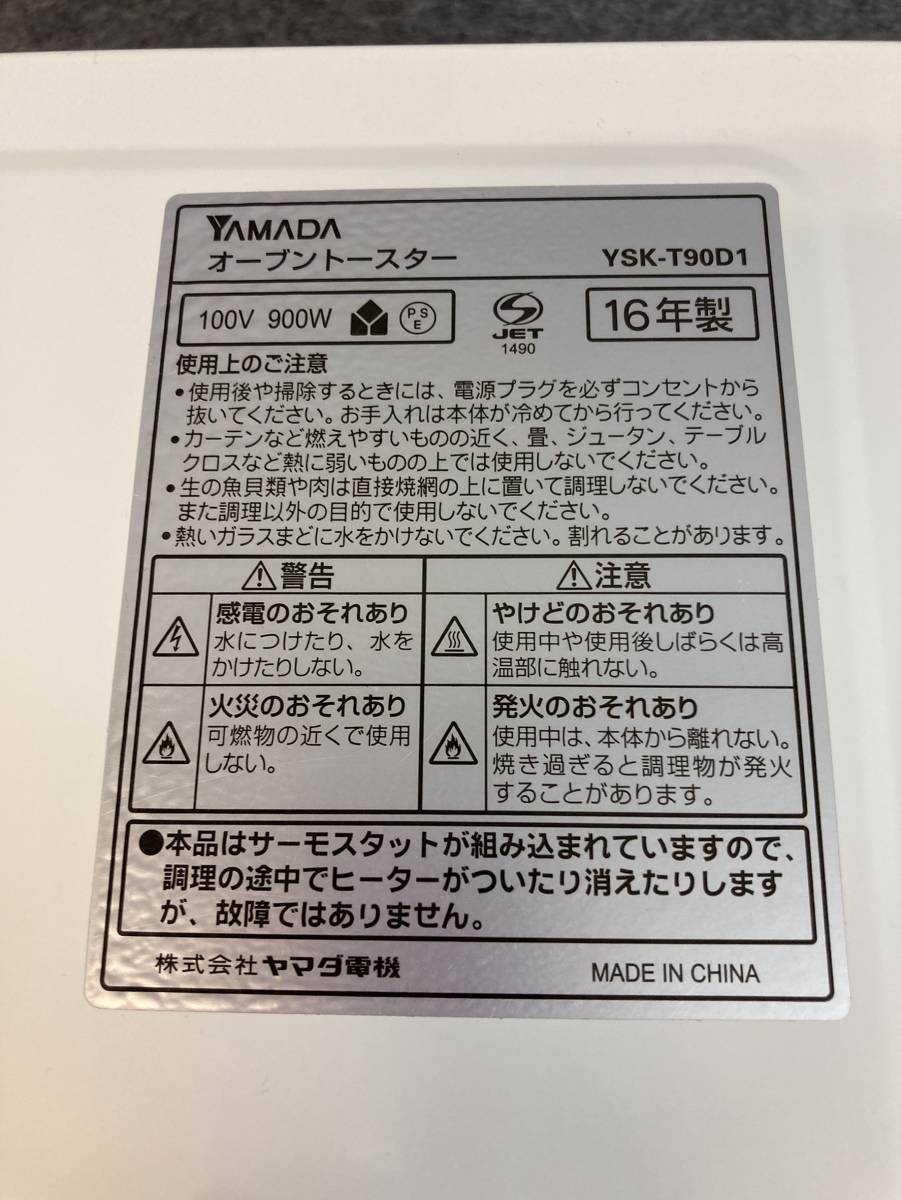 YAMADA
オーブントースター YSK-T90D1
100V 900W PSE JET 1490 16年製
使用上のご注意
•使用後や掃除するときには、電源プラグを必ずコンセントから
抜いてください。お手入れは本体が冷めてから行ってください。
•カーテンなど燃えやすいものの近く、畳、ジュータン、テーブル
クロスなど熱に弱いものの上では使用しないでください。
•生の魚貝類や肉は直接焼網の上に置いて調理しないでください。
また調理以外の目的で使用しないでください。
•熱いガラスまどに水をかけないでください。割れることがあります。
⚠警告
感電のおそれあり
水につけたり、水を
かけたりしない。
火災のおそれあり
可燃物の近くで使用
しない。
⚠注意
やけどのおそれあり
使用中や使用後しばらくは高
温部に触れない。
発火のおそれあり
使用中は、本体から離れない。
焼き過ぎると調理物が発火
することがあります。
●本品はサーモスタットが組み込まれていますので、
調理の途中でヒーターがついたり消えたりします
が、故障ではありません。
株式会社ヤマダ電機 MADE IN CHINA